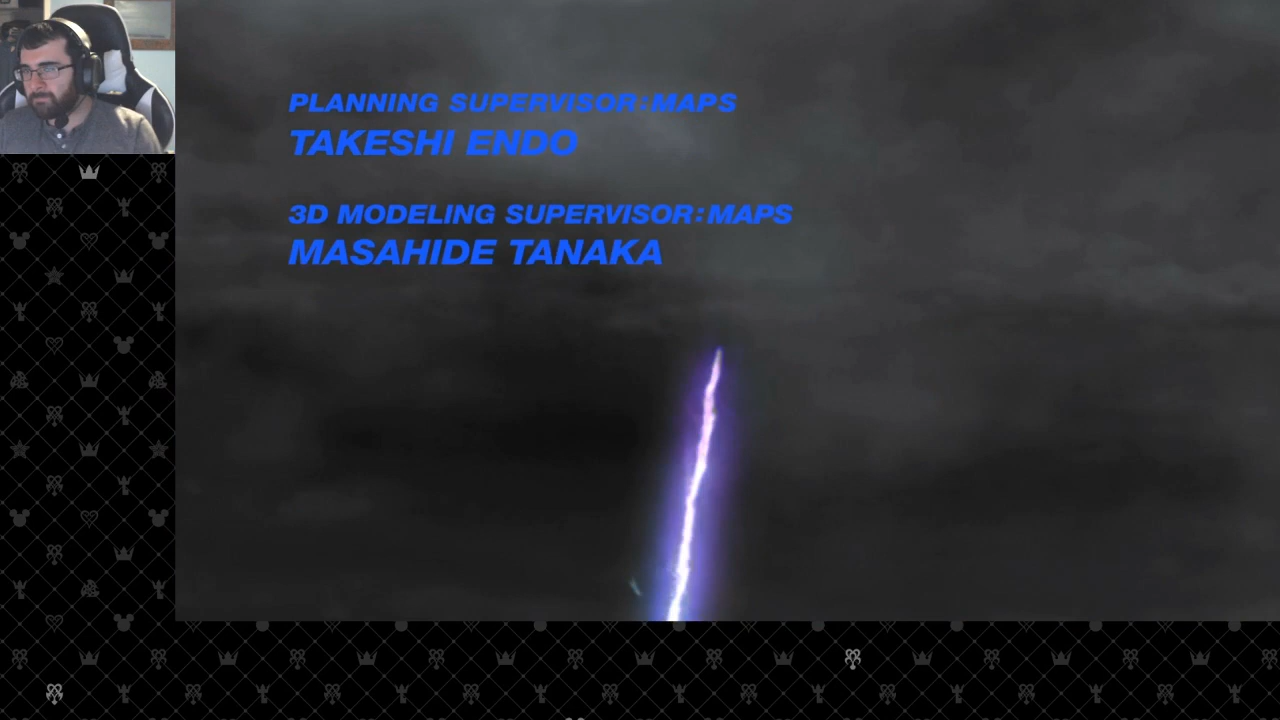 PLANNING SUPERVISOR:MAPS
TAKESHI ENDO
3D MODELING SUPERVISOR:MAPS
MASAHIDE TANAKA